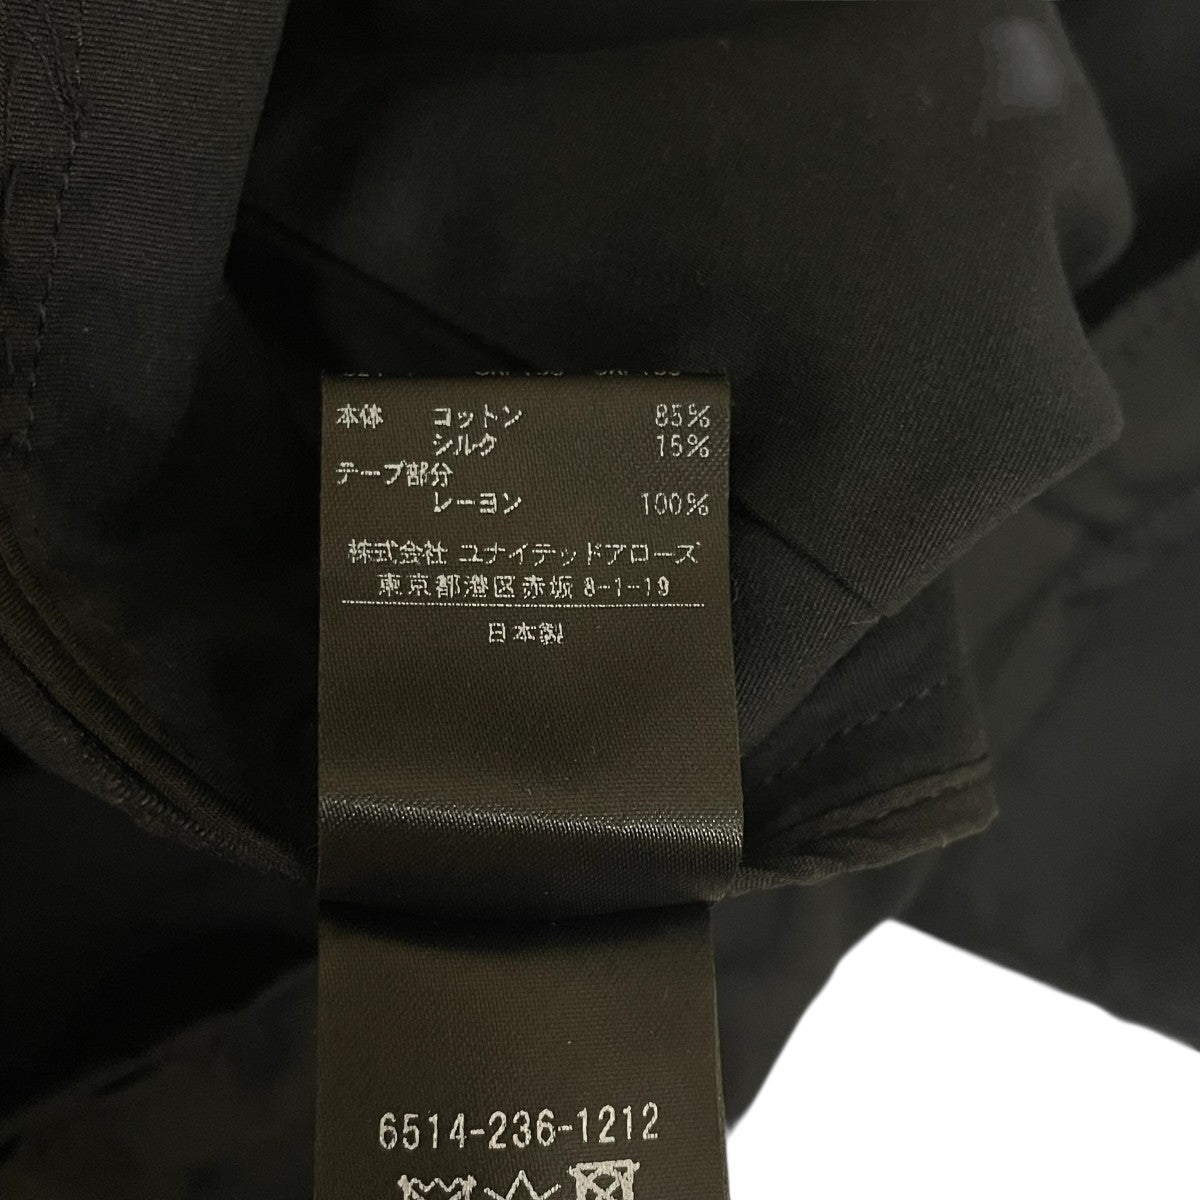 本体 コットン 85%
シルク 15%
テープ部分
レーヨン 100%
株式会社 ユナイテッドアローズ
東京都港区赤坂 8-1-19
日本製
6514-236-1212